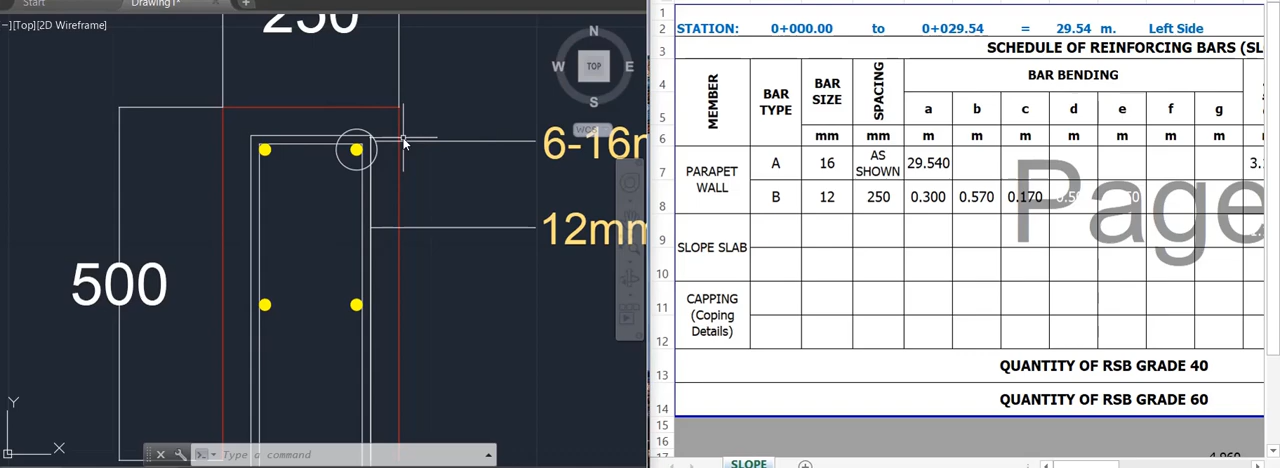 Start
Drawing1*
−][Top][2D Wireframe]
250
N
W
TOP
E
S
WCS
6-16m
12mm
500
Y
X
Type a command
1
2
3
4
5
6
7
8
9
10
11
12
13
14
15
16
17
STATION: 0+000.00 to 0+029.54 = 29.54 m. Left Side
SCHEDULE OF REINFORCING BARS (SL
MEMBER
BAR TYPE
BAR SIZE
SPACING
BAR BENDING
a b c d e f g
mm mm m m m m m m m
PARAPET WALL
A 16 AS SHOWN 29.540 3.
B 12 250 0.300 0.570 0.170
Page
SLOPE SLAB
CAPPING
(Coping
Details)
QUANTITY OF RSB GRADE 40
QUANTITY OF RSB GRADE 60
4.960
SLOPE